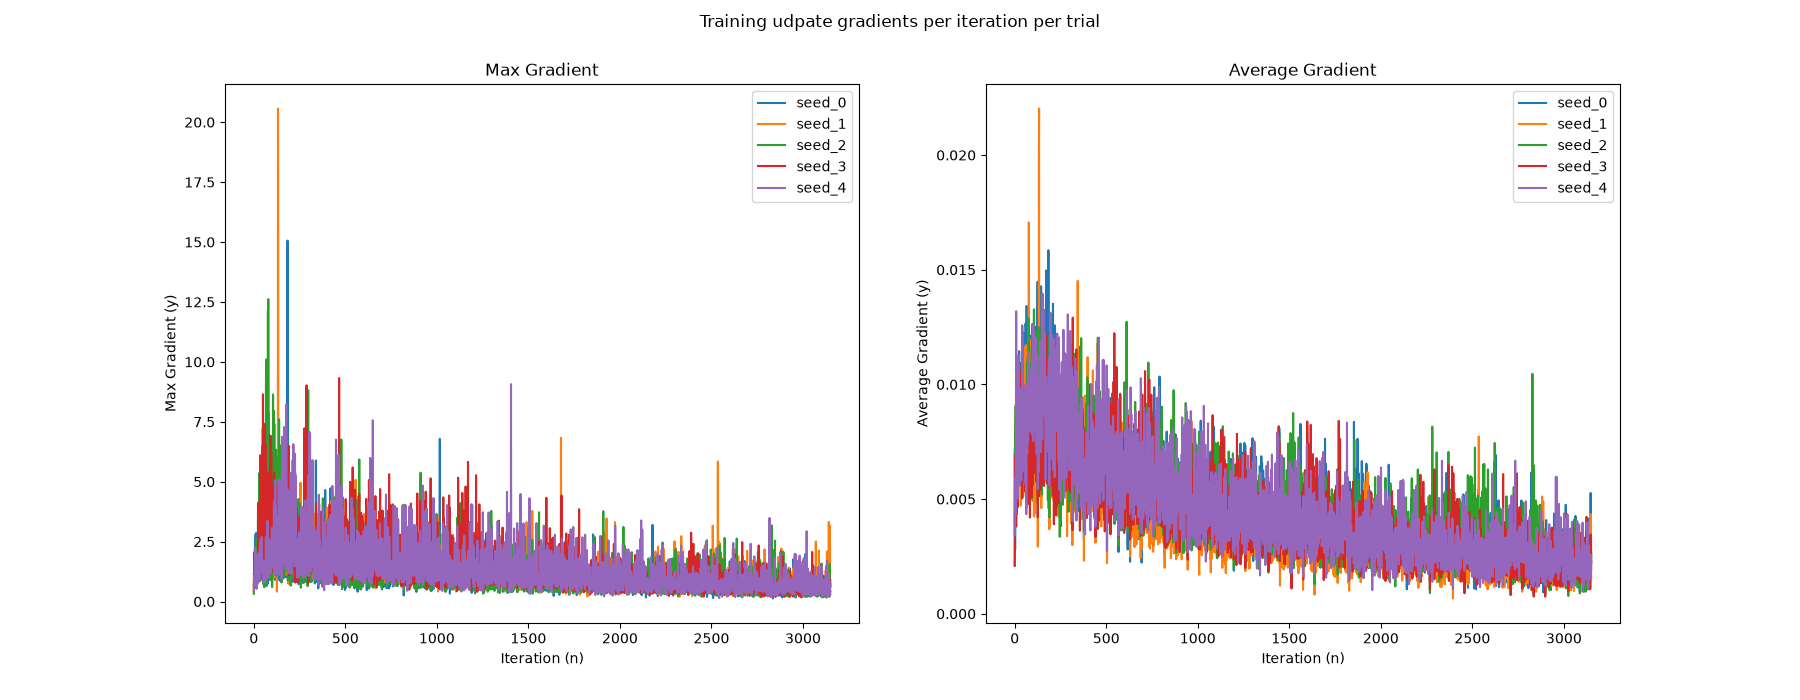 Training udpate gradients per iteration per trial
Max Gradient
20.0
17.5
15.0
12.5
10.0
7.5
5.0
2.5
0.0
Max Gradient (y)
0
500
1000
1500
2000
2500
3000
Iteration (n)
seed_0
seed_1
seed_2
seed_3
seed_4
Average Gradient
0.020
0.015
0.010
0.005
0.000
Average Gradient (y)
0
500
1000
1500
2000
2500
3000
Iteration (n)
seed_0
seed_1
seed_2
seed_3
seed_4